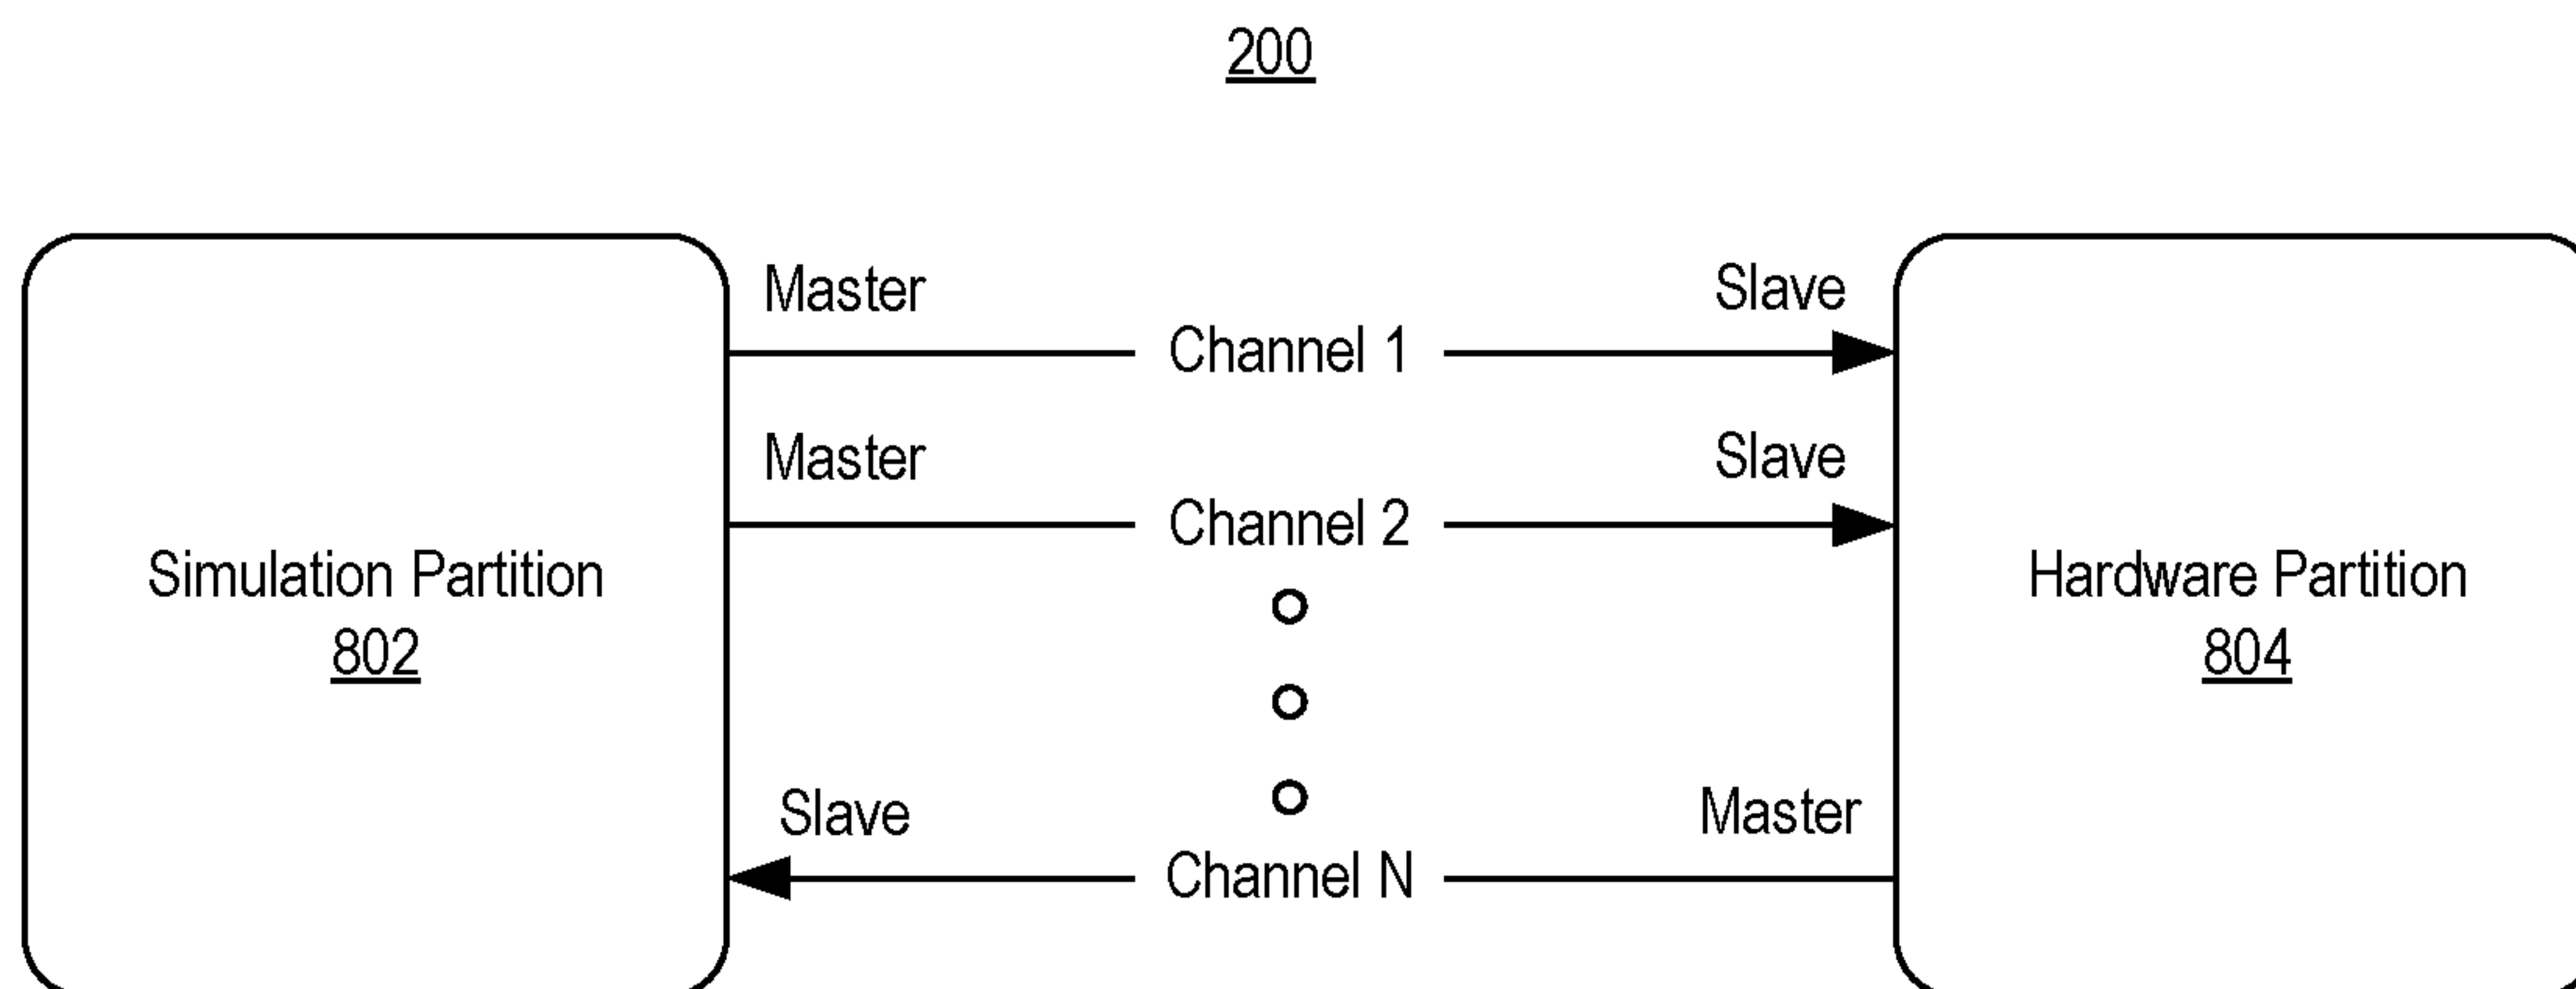 200
Master
Slave
Channel 1
Master
Slave
Channel 2
Simulation Partition
802
Hardware Partition
804
Slave
Master
Channel N